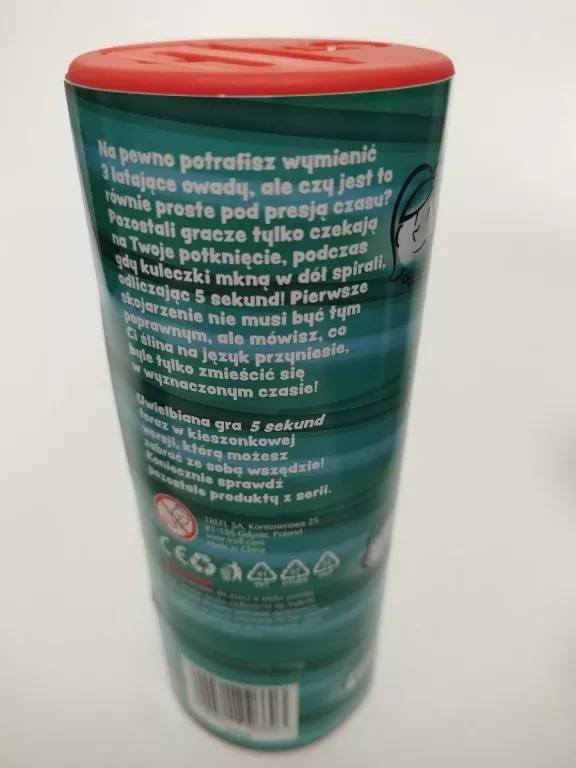 Na pewno potrafisz wymienić
3 latające owady, ale czy jest to
równie proste pod presją czasu?
Pozostali gracze tylko czekają
na Twoje potknięcie, podczas
gdy kuleczki mkną w dół spirali,
odliczając 5 sekund! Pierwsze
skojarzenie nie musi być tym
poprawnym, ale mówisz, co
Ci ślina na język przyniesie,
byle tylko zmieścić się
w wyznaczonym czasie!
Uwielbiana gra 5 sekund
teraz w kieszonkowej
wersji, którą możesz
zabrać ze sobą wszędzie!
Koniecznie sprawdź
pozostałe produkty z serii.
TREFL SA, Kontenerowa 25
81-155 Gdynia, Poland
www.trefl.com
Made in China
CE